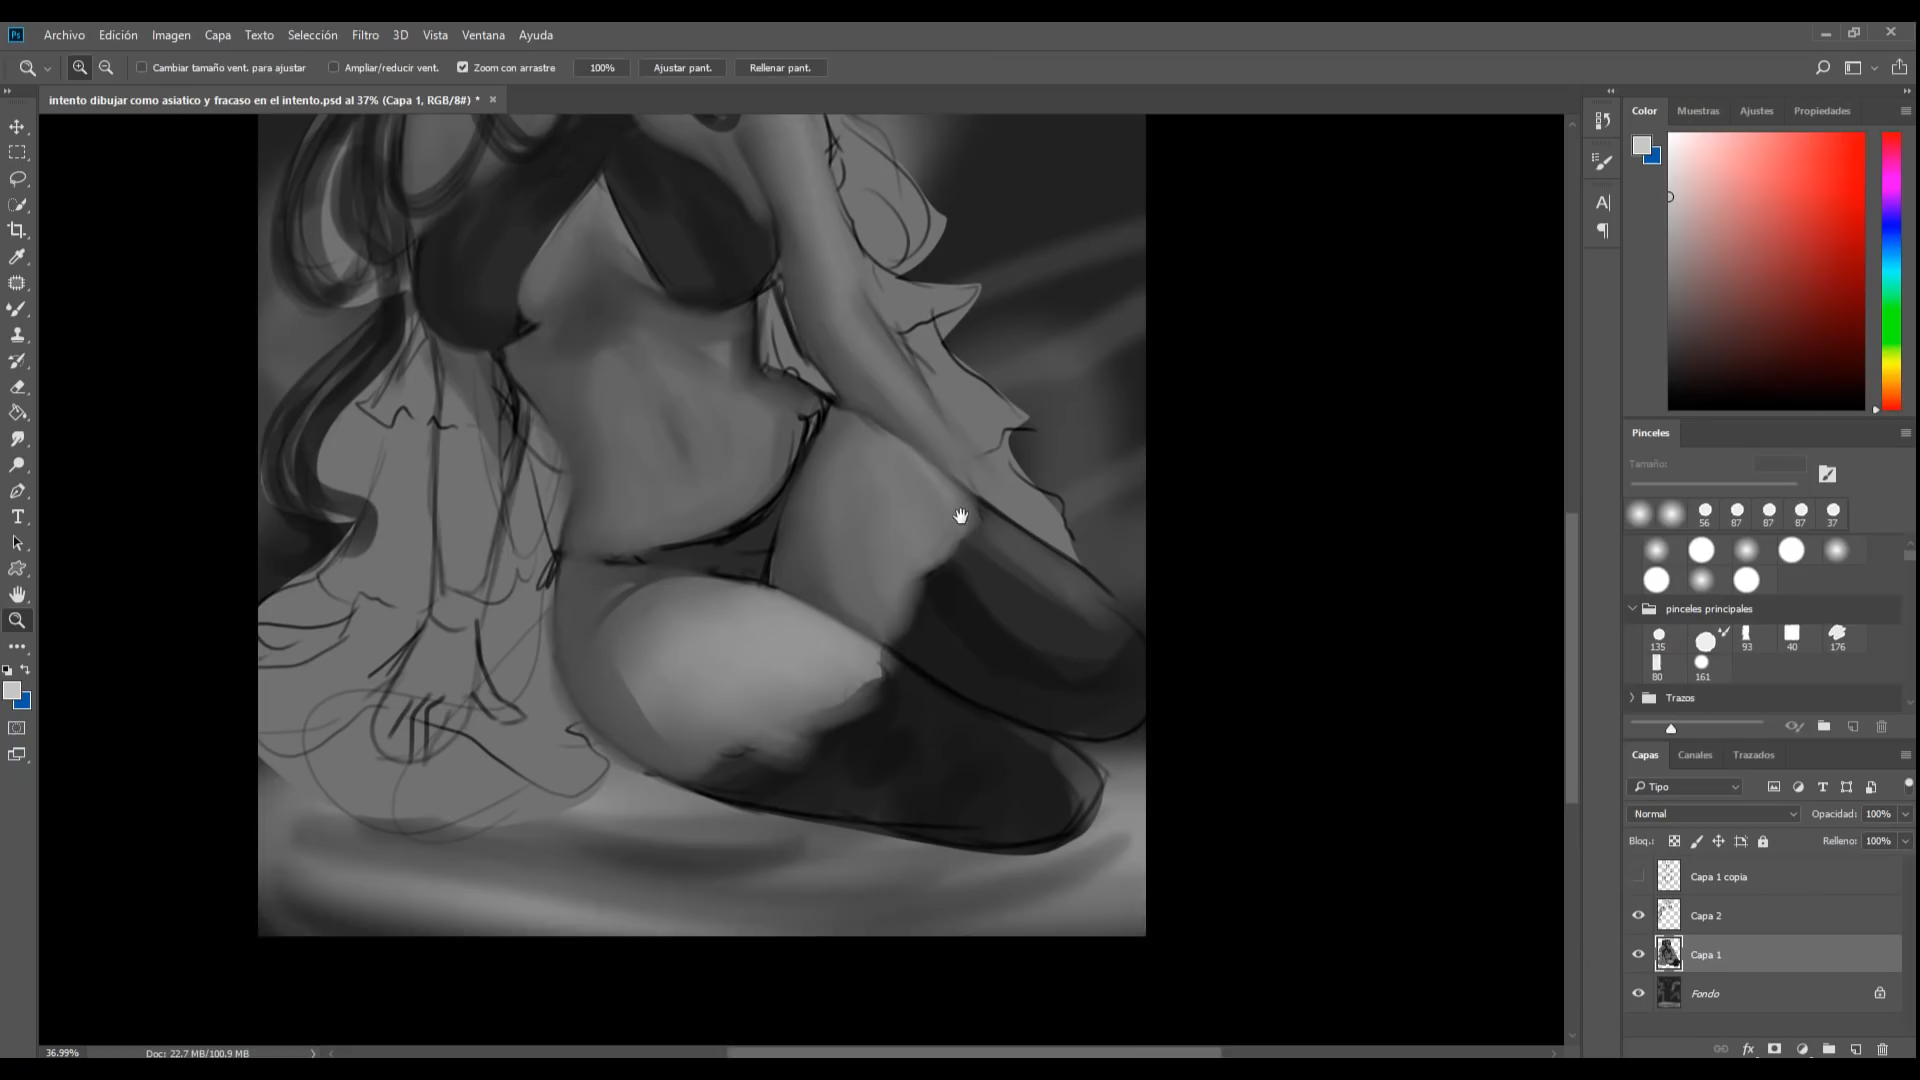 Ps Archivo Edición Imagen Capa Texto Selección Filtro 3D Vista Ventana Ayuda
Cambiar tamaño vent. para ajustar Ampliar/reducir vent. Zoom con arrastre 100% Ajustar pant. Rellenar pant.
intento dibujar como asiatico y fracaso en el intento.psd al 37% (Capa 1, RGB/8#) * ×
Color Muestras Ajustes Propiedades
Pinceles
Tamaño:
56 87 87 87 37
pinceles principales
135 93 40 176
80 161
Trazos
Capas Canales Trazados
Tipo
Normal Opacidad: 100%
Bloq.: Relleno: 100%
Capa 1 copia
Capa 2
Capa 1
Fondo
36.99% Doc: 22.7 MB/100.9 MB